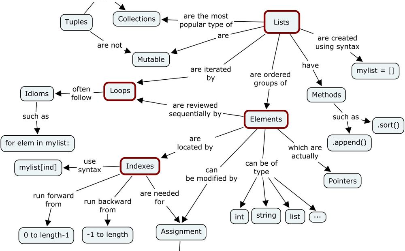 Collections
are the most
popular type of
Lists
Tuples
are not
Mutable
are
are created
using syntax
mylist = []
are iterated
by
are ordered
groups of
have
Methods
Idioms
often
follow
Loops
are reviewed
sequentially by
such as
such as
.sort()
.append()
for elem in mylist:
Elements
are
located by
which are
actually
mylist[ind]
use
syntax
Indexes
can
be modified by
can be of
type
Pointers
run forward
from
run backward
from
are needed
for
int
string
list
...
0 to length-1
-1 to length
Assignment